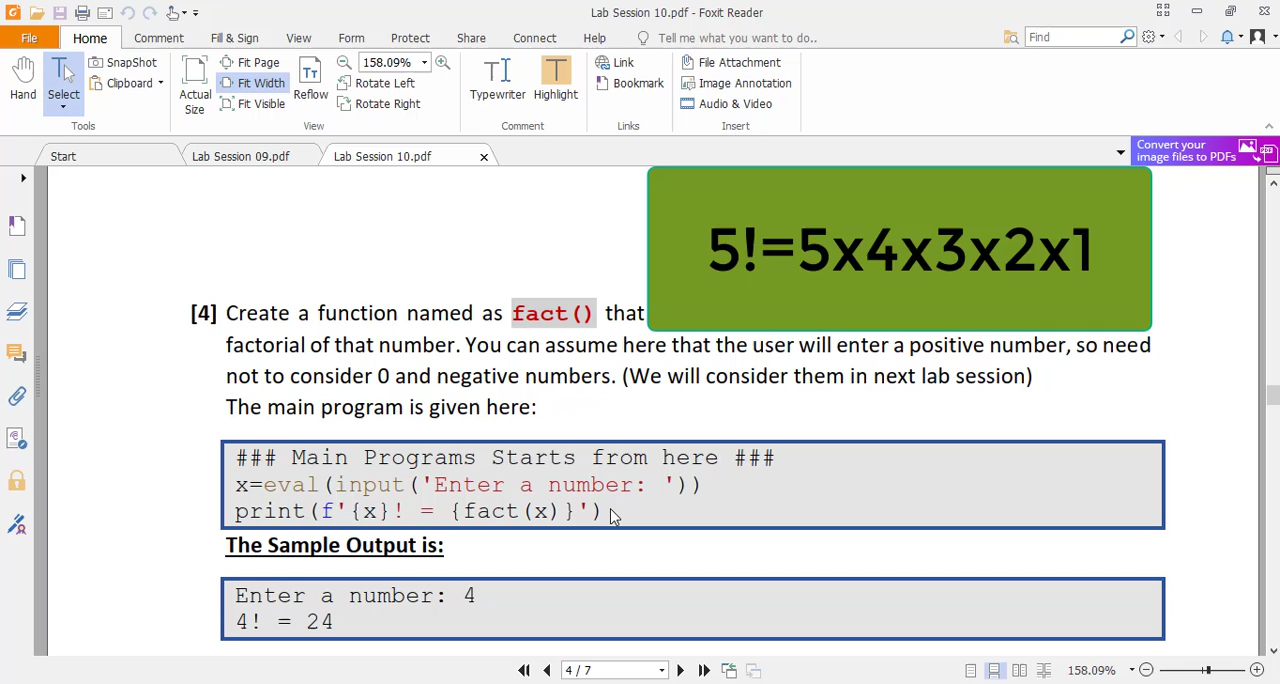 Lab Session 10.pdf - Foxit Reader
File Home Comment Fill & Sign View Form Protect Share Connect Help Tell me what you want to do.. Find
Hand
Select
SnapShot
Clipboard
Tools
Actual Size
Fit Page
Fit Width
Fit Visible
Reflow
158.09%
Rotate Left
Rotate Right
View
Typewriter
Highlight
Comment
Link
Bookmark
Links
File Attachment
Image Annotation
Audio & Video
Insert
Start Lab Session 09.pdf Lab Session 10.pdf
Convert your
image files to PDFs
PDF
5!=5x4x3x2x1
[4] Create a function named as fact() that
factorial of that number. You can assume here that the user will enter a positive number, so need
not to consider 0 and negative numbers. (We will consider them in next lab session)
The main program is given here:
### Main Programs Starts from here ###
x=eval(input('Enter a number: '))
print(f'{x}! = {fact(x)}')
The Sample Output is:
Enter a number: 4
4! = 24
4 / 7
158.09%